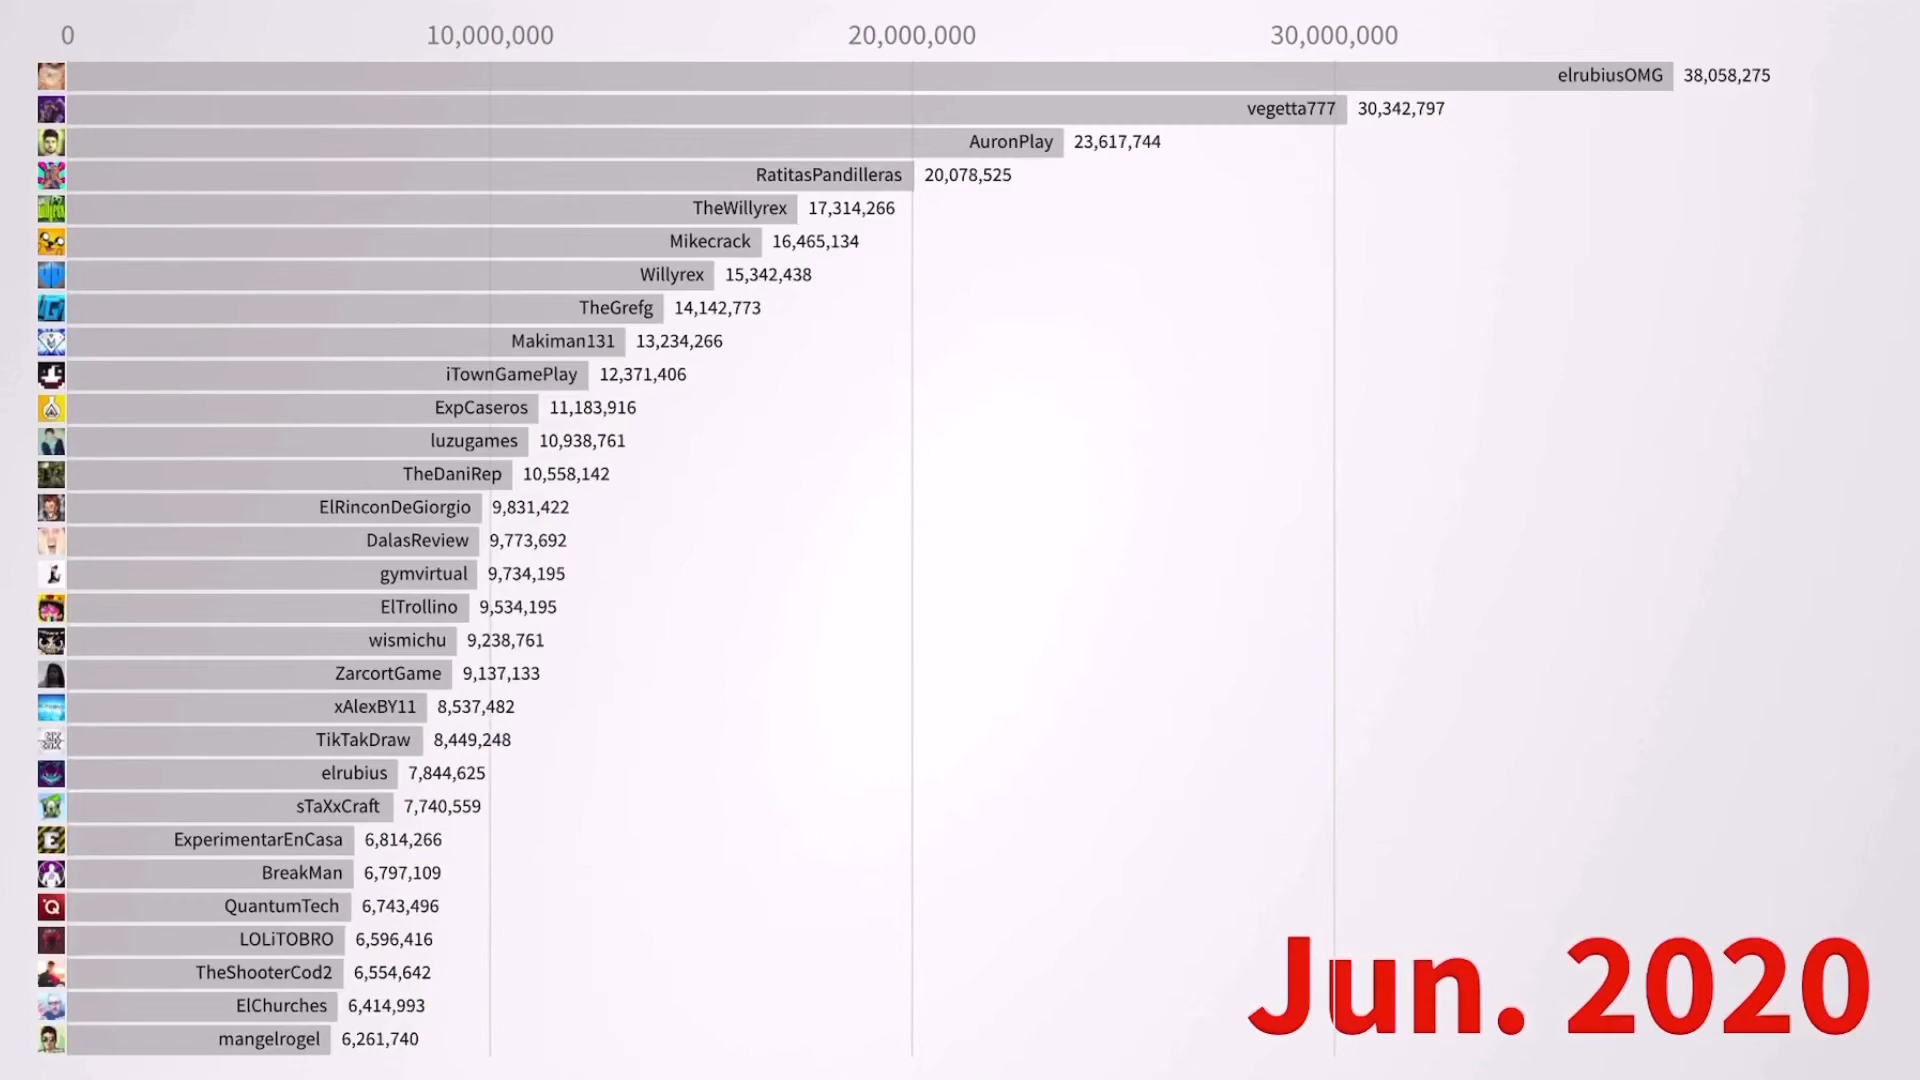 0 10,000,000 20,000,000 30,000,000
elrubiusOMG 38,058,275
vegetta777 30,342,797
AuronPlay 23,617,744
RatitasPandilleras 20,078,525
TheWillyrex 17,314,266
Mikecrack 16,465,134
Willyrex 15,342,438
TheGrefg 14,142,773
Makiman131 13,234,266
iTownGamePlay 12,371,406
ExpCaseros 11,183,916
luzugames 10,938,761
TheDaniRep 10,558,142
ElRinconDeGiorgio 9,831,422
DalasReview 9,773,692
gymvirtual 9,734,195
ElTrollino 9,534,195
wismichu 9,238,761
ZarcortGame 9,137,133
xAlexBY11 8,537,482
TikTakDraw 8,449,248
elrubius 7,844,625
sTaXxCraft 7,740,559
E ExperimentarEnCasa 6,814,266
BreakMan 6,797,109
Q QuantumTech 6,743,496
LOLiTOBRO 6,596,416
TheShooterCod2 6,554,642
ElChurches 6,414,993
mangelrogel 6,261,740
Jun. 2020